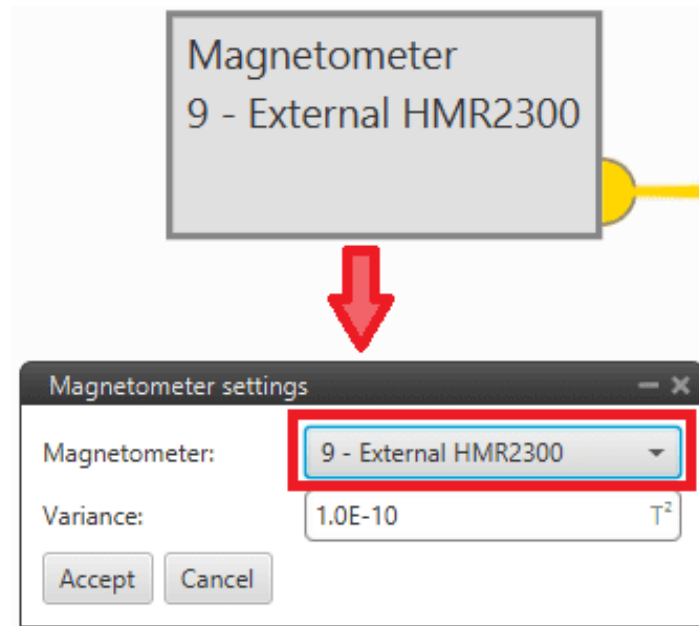 Magnetometer
9 - External HMR2300
Magnetometer settings
Magnetometer: 9 - External HMR2300
Variance: 1.0E-10 T²
Accept Cancel